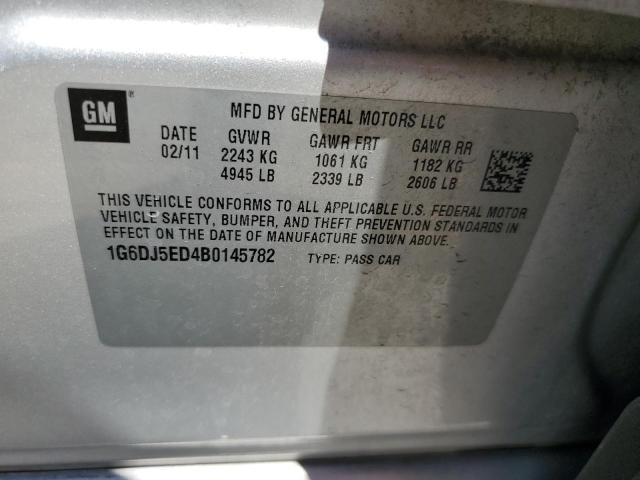 GM ®
MFD BY GENERAL MOTORS LLC
DATE GVWR GAWR FRT GAWR RR
02/11 2243 KG 1061 KG 1182 KG
4945 LB 2339 LB 2606 LB
THIS VEHICLE CONFORMS TO ALL APPLICABLE U.S. FEDERAL MOTOR
VEHICLE SAFETY, BUMPER, AND THEFT PREVENTION STANDARDS IN
EFFECT ON THE DATE OF MANUFACTURE SHOWN ABOVE.
1G6DJ5ED4B0145782 TYPE: PASS CAR